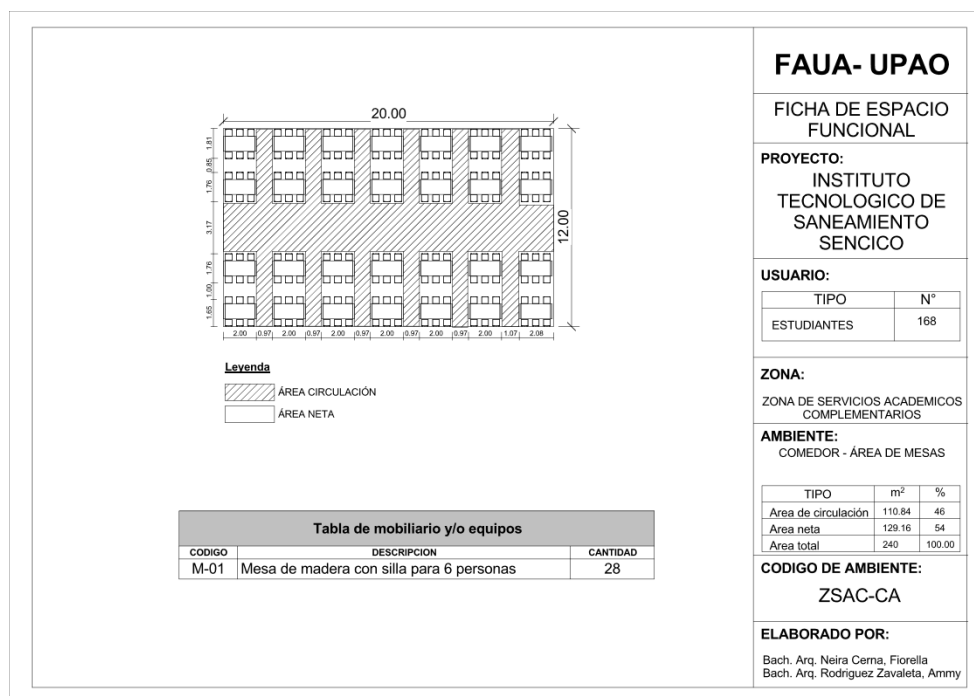 20.00
1.81
0.85
1.76
3.17
1.76
1.00
1.65
12.00
2.00 0.97 2.00 0.97 2.00 0.97 2.00 0.97 2.00 0.97 2.00 1.07 2.08
Leyenda
ÁREA CIRCULACIÓN
ÁREA NETA
Tabla de mobiliario y/o equipos
CODIGO DESCRIPCION CANTIDAD
M-01 Mesa de madera con silla para 6 personas 28
FAUA- UPAO
FICHA DE ESPACIO
FUNCIONAL
PROYECTO:
INSTITUTO
TECNOLOGICO DE
SANEAMIENTO
SENCICO
USUARIO:
TIPO N°
ESTUDIANTES 168
ZONA:
ZONA DE SERVICIOS ACADEMICOS
COMPLEMENTARIOS
AMBIENTE:
COMEDOR - ÁREA DE MESAS
TIPO m² %
Area de circulación 110.84 46
Area neta 129.16 54
Area total 240 100.00
CODIGO DE AMBIENTE:
ZSAC-CA
ELABORADO POR:
Bach. Arq. Neira Cerna, Fiorella
Bach. Arq. Rodriguez Zavaleta, Ammy